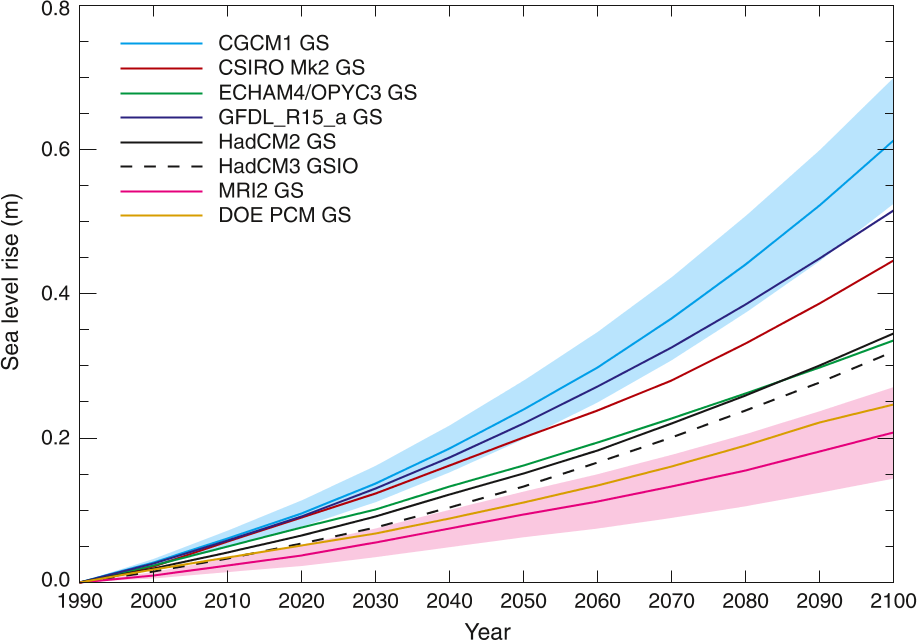 0.8
CGCM1 GS
CSIRO Mk2 GS
ECHAM4/OPYC3 GS
GFDL_R15_a GS
HadCM2 GS
HadCM3 GSIO
MRI2 GS
DOE PCM GS
0.6
Sea level rise (m)
0.4
0.2
0.0
1990 2000 2010 2020 2030 2040 2050 2060 2070 2080 2090 2100
Year